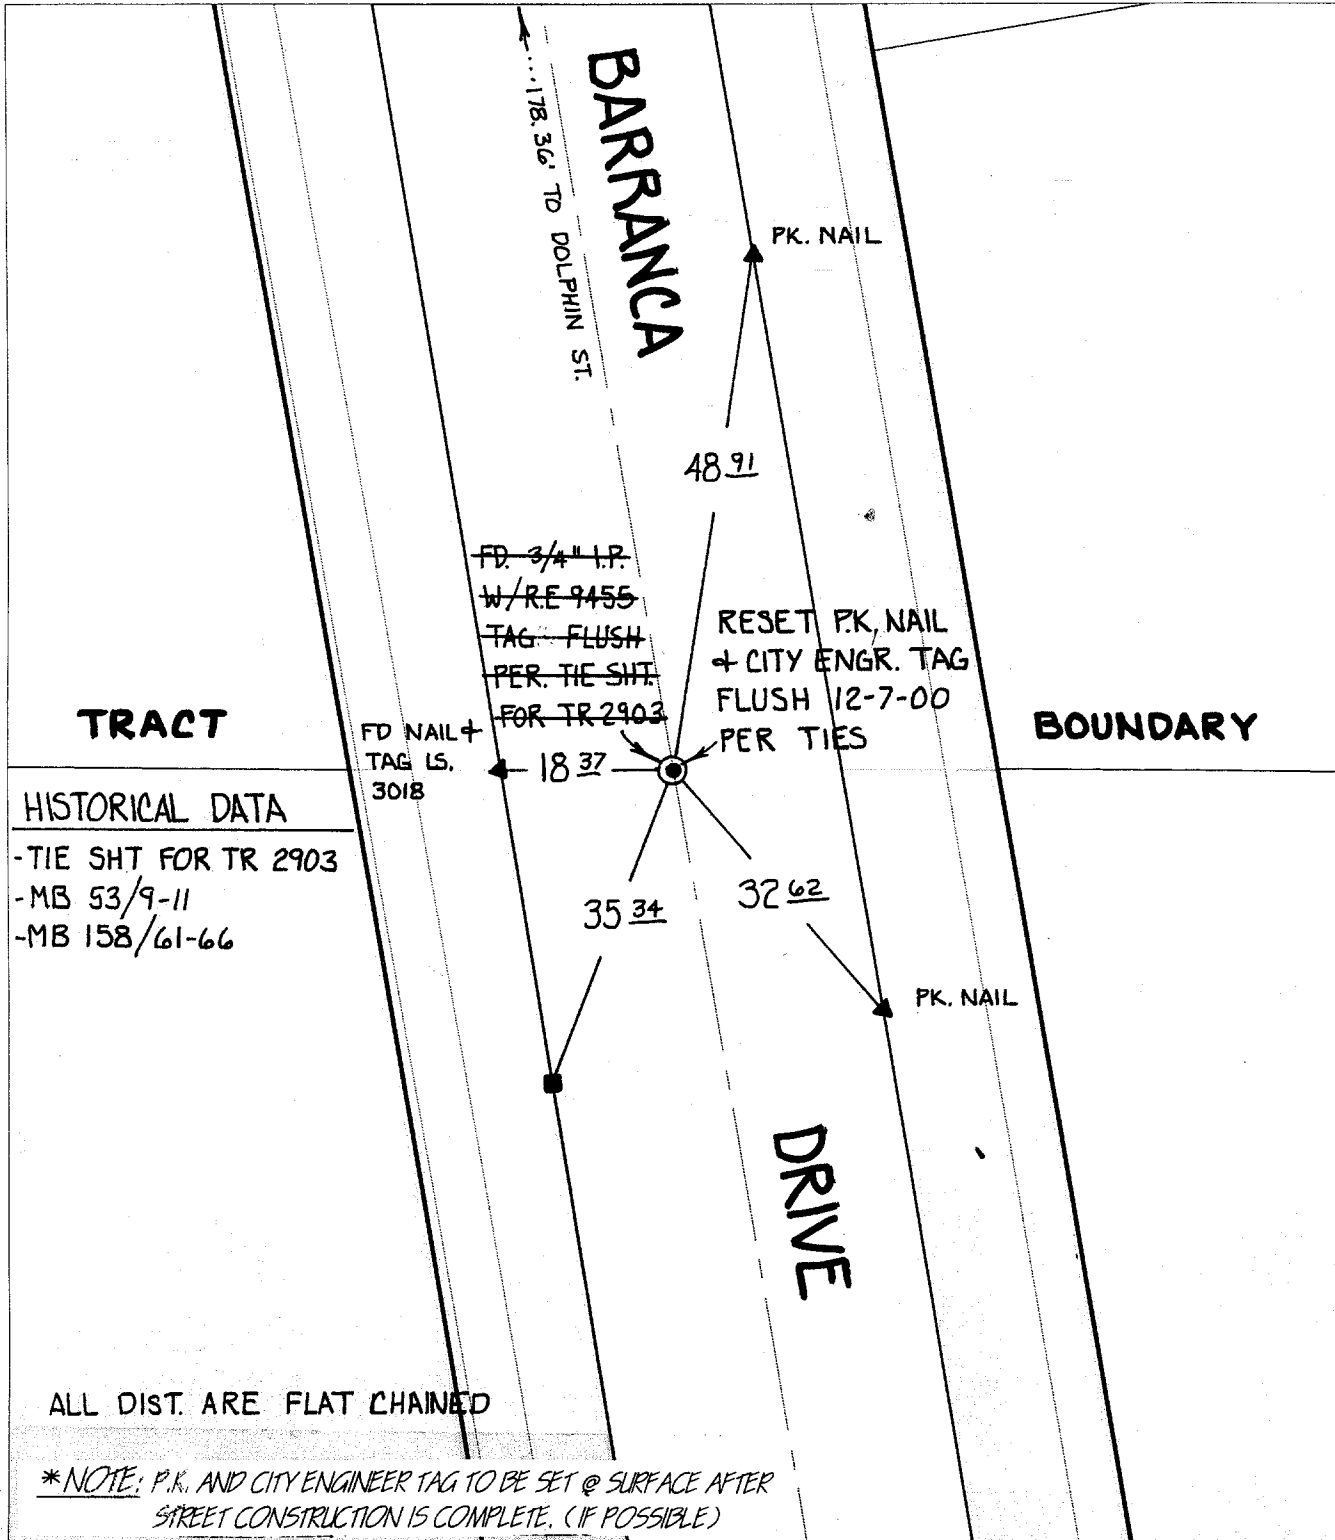 BARRANCA
178.36' TO DOLPHIN ST.
PK. NAIL
48 91
FD. 3/4" I.P.
W/R.E 9455
TAG FLUSH
PER. TIE SHT.
FOR TR 2903
RESET P.K. NAIL
& CITY ENGR. TAG
FLUSH 12-7-00
PER TIES
TRACT
BOUNDARY
FD NAIL &
TAG LS.
3018
18 37
HISTORICAL DATA
-TIE SHT FOR TR 2903
-MB 53/9-11
-MB 158/61-66
35 34
32 62
PK. NAIL
DRIVE
ALL DIST. ARE FLAT CHAINED
*NOTE: P.K. AND CITY ENGINEER TAG TO BE SET @ SURFACE AFTER
STREET CONSTRUCTION IS COMPLETE. (IF POSSIBLE)